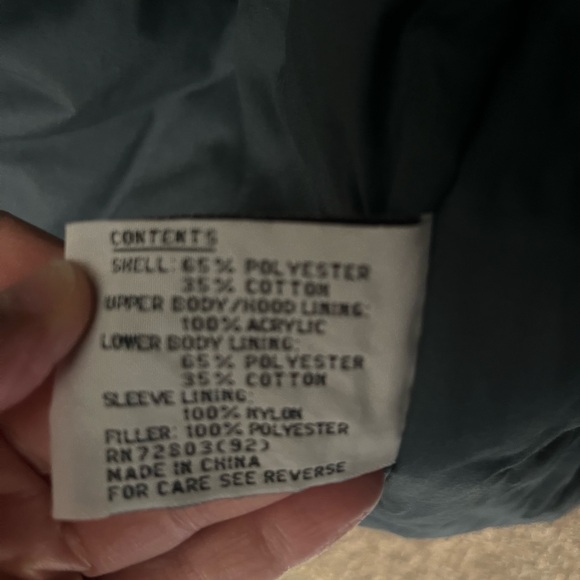 CONTENTS
SHELL: 65% POLYESTER
35% COTTON
UPPER BODY/HOOD LINING:
100% ACRYLIC
LOWER BODY LINING:
65% POLYESTER
35% COTTON
SLEEVE LINING:
100% NYLON
FILLER: 100% POLYESTER
RN72803(92)
MADE IN CHINA
FOR CARE SEE REVERSE